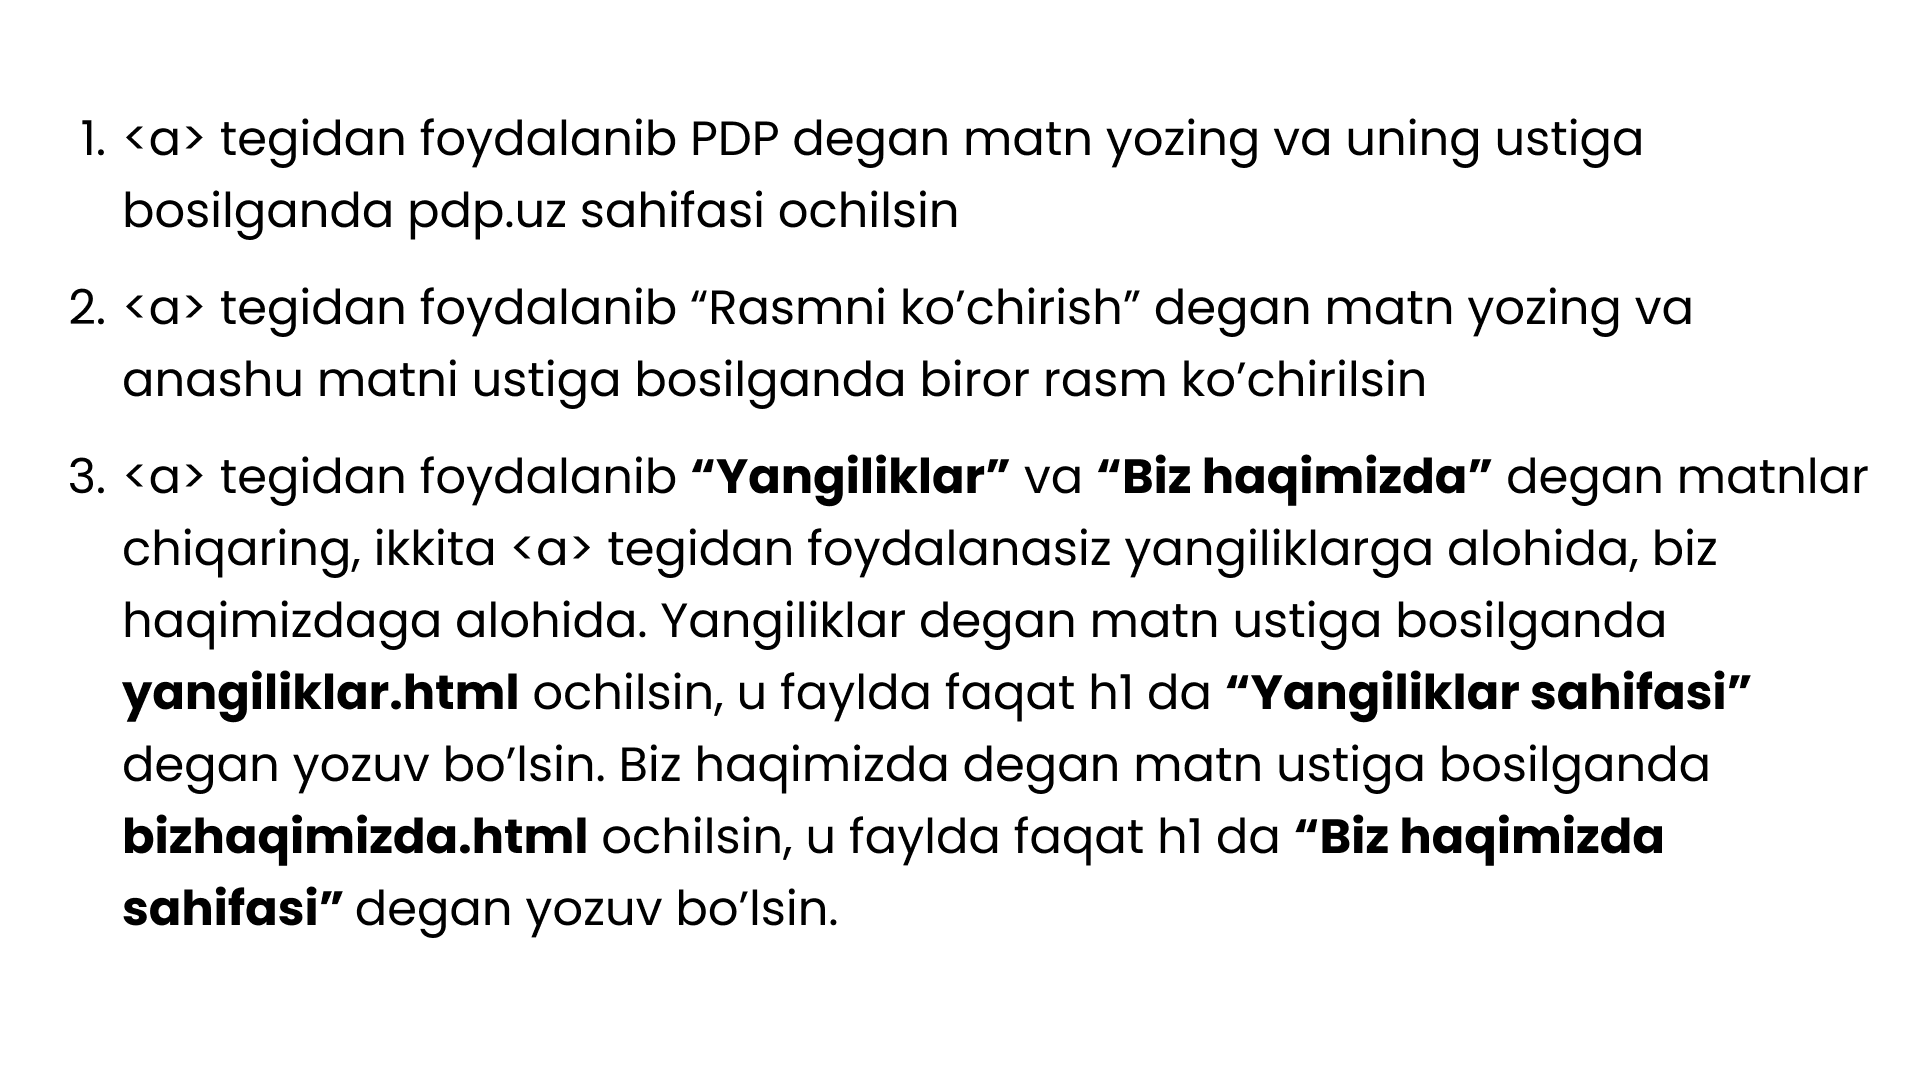 1. <a> tegidan foydalanib PDP degan matn yozing va uning ustiga
bosilganda pdp.uz sahifasi ochilsin
2. <a> tegidan foydalanib “Rasmni ko’chirish” degan matn yozing va
anashu matni ustiga bosilganda biror rasm ko’chirilsin
3. <a> tegidan foydalanib “Yangiliklar” va “Biz haqimizda” degan matnlar
chiqaring, ikkita <a> tegidan foydalanasiz yangiliklarga alohida, biz
haqimizdaga alohida. Yangiliklar degan matn ustiga bosilganda
yangiliklar.html ochilsin, u faylda faqat h1 da “Yangiliklar sahifasi”
degan yozuv bo’lsin. Biz haqimizda degan matn ustiga bosilganda
bizhaqimizda.html ochilsin, u faylda faqat h1 da “Biz haqimizda
sahifasi” degan yozuv bo’lsin.